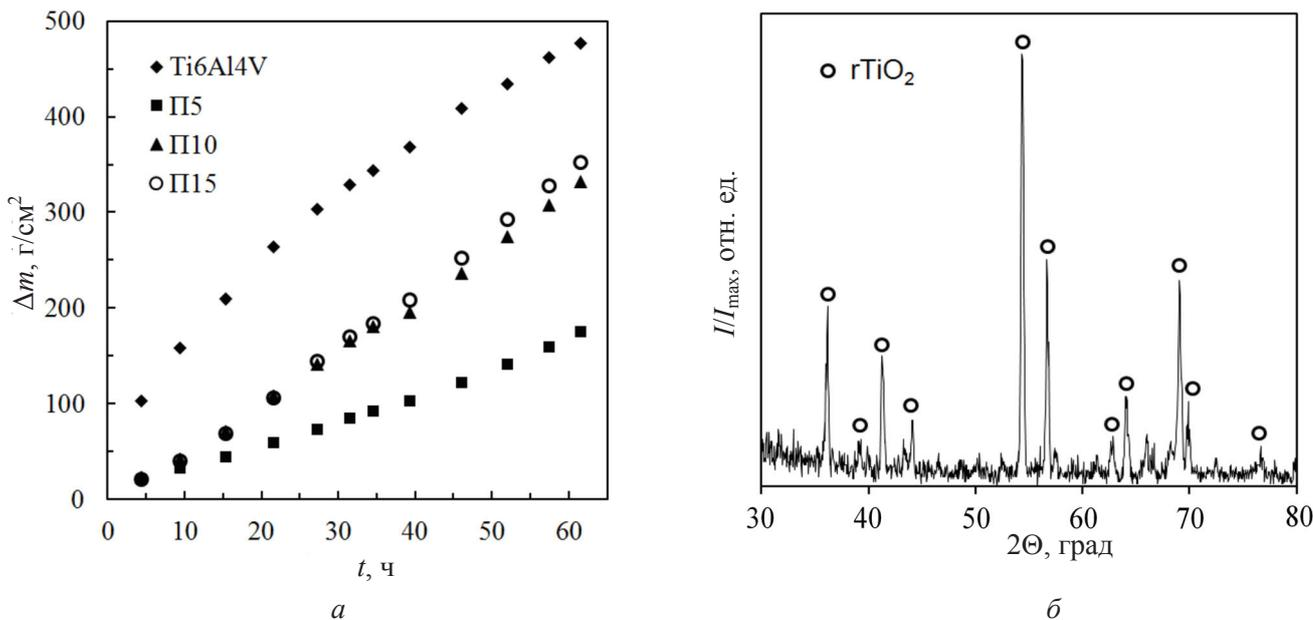 500
400
300
200
100
0
0 10 20 30 40 50 60
Δm, г/см²
t, ч
Ti6Al4V
П5
П10
П15
а
rTiO₂
I/Iₘₐₓ, отн. ед.
30 40 50 60 70 80
2Θ, град
б